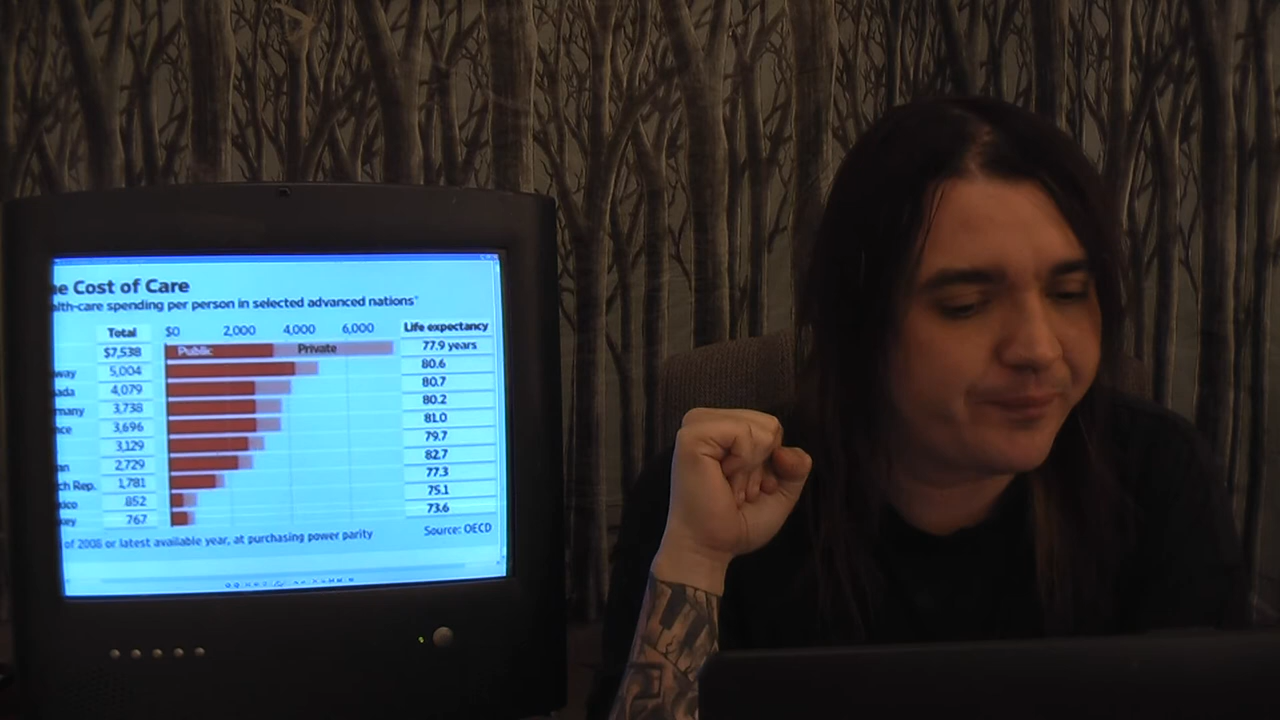 e Cost of Care
alth-care spending per person in selected advanced nations*
Total $0 2,000 4,000 6,000 Life expectancy
$7,538 Public Private 77.9 years
way 5,004 80.6
ada 4,079 80.7
many 3,738 80.2
nce 3,696 81.0
3,129 79.7
an 2,729 82.7
ch Rep. 1,781 77.3
xico 852 75.1
key 767 73.6
of 2008 or latest available year, at purchasing power parity Source: OECD